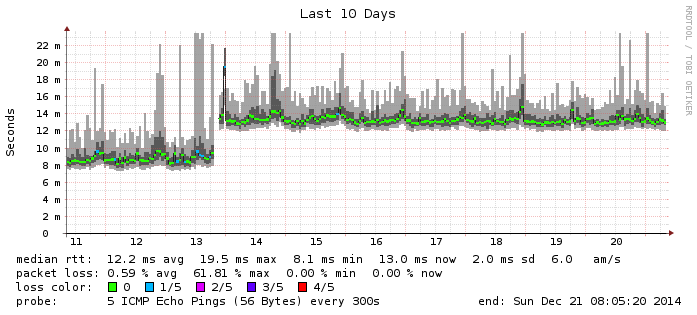 Last 10 Days
RRDTOOL / TOBI OETIKER
Seconds
22 m
20 m
18 m
16 m
14 m
12 m
10 m
8 m
6 m
4 m
2 m
0
11 12 13 14 15 16 17 18 19 20
median rtt: 12.2 ms avg 19.5 ms max 8.1 ms min 13.0 ms now 2.0 ms sd 6.0 am/s
packet loss: 0.59 % avg 61.81 % max 0.00 % min 0.00 % now
loss color: 0 1/5 2/5 3/5 4/5
probe: 5 ICMP Echo Pings (56 Bytes) every 300s end: Sun Dec 21 08:05:20 2014